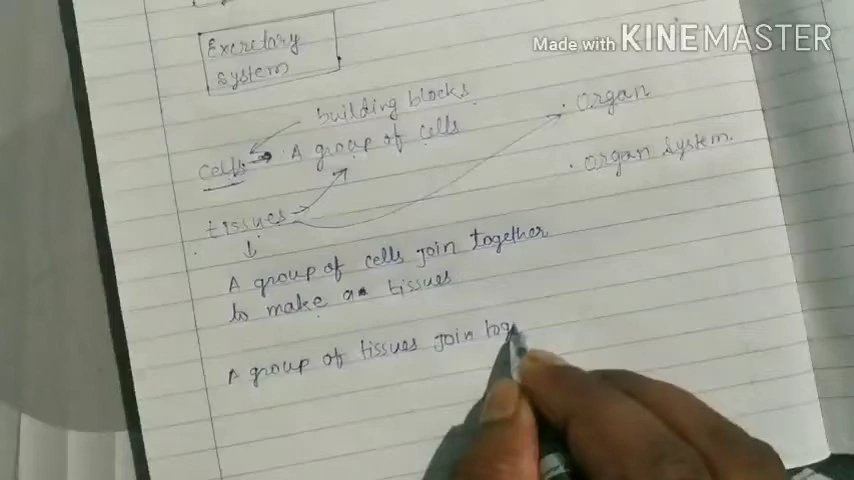 Made with KINEMASTER
Excretary
System
building blocks
cells → A group of cells
. Organ
. Organ System.
tissues →
↓
A group of cells join together
to make a tissues
A group of tissues join tog